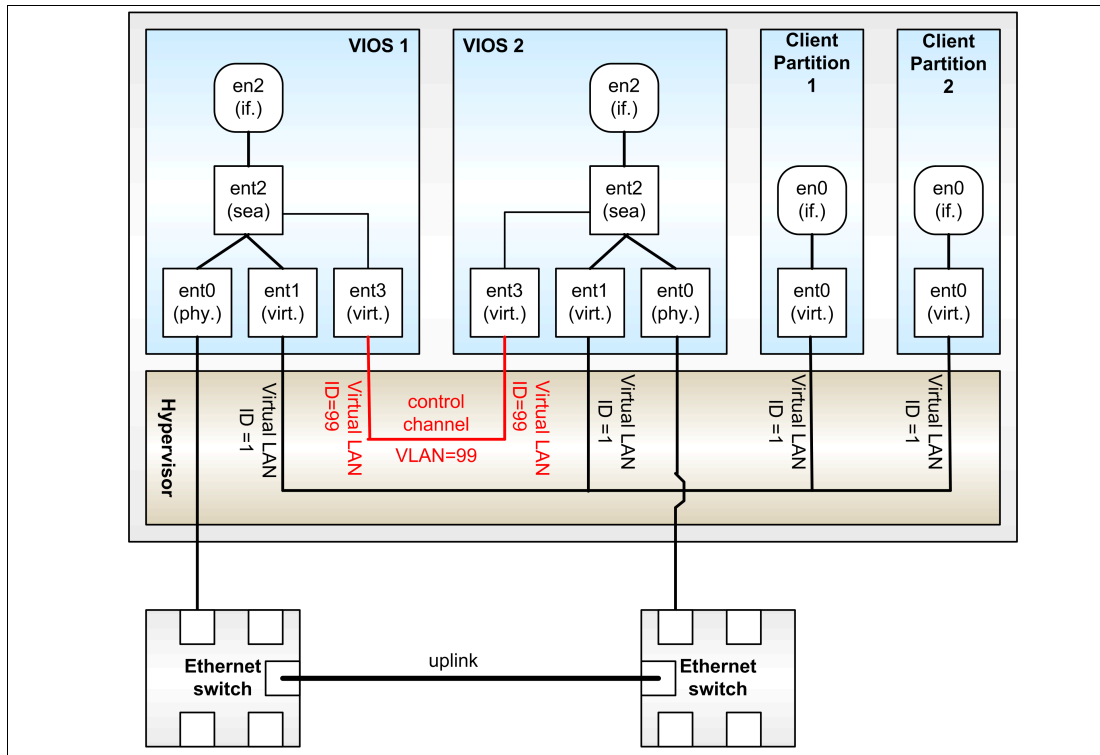 VIOS 1
en2
(if.)
ent2
(sea)
ent0
(phy.)
ent1
(virt.)
ent3
(virt.)
VIOS 2
en2
(if.)
ent2
(sea)
ent3
(virt.)
ent1
(virt.)
ent0
(phy.)
Client
Partition
1
en0
(if.)
ent0
(virt.)
Client
Partition
2
en0
(if.)
ent0
(virt.)
Hypervisor
Virtual LAN
ID =1
Virtual LAN
ID=99
control
channel
VLAN=99
Virtual LAN
ID=99
Virtual LAN
ID =1
Virtual LAN
ID =1
Virtual LAN
ID =1
Ethernet
switch
uplink
Ethernet
switch